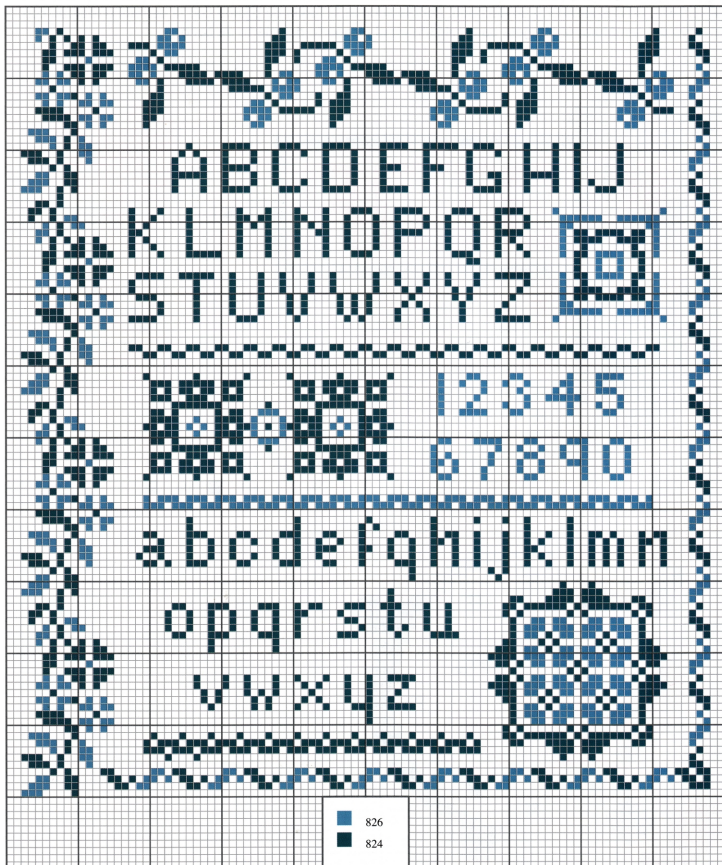 ABCDEFGHIJ
KLMNOPQR
STUVWXYZ
12345
67890
abcdefghijklmn
opqrstu
vwxyz
826
824